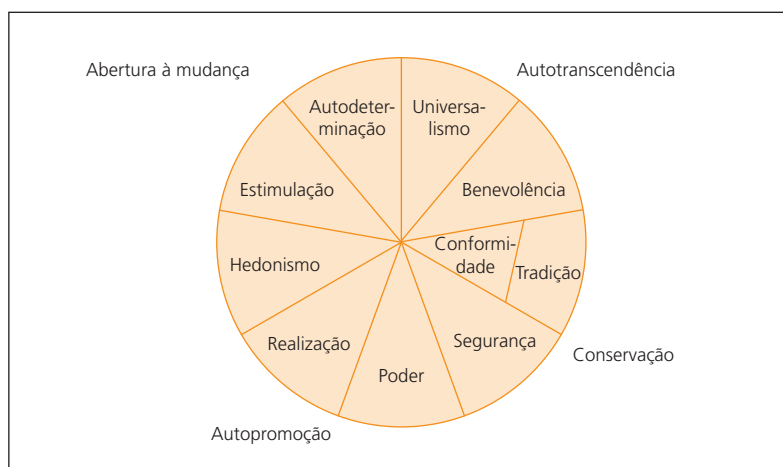 Abertura à mudança
Autotranscendência
Autodeter-
minação
Universa-
lismo
Estimulação
Benevolência
Conformi-
dade
Tradição
Hedonismo
Realização
Segurança
Poder
Conservação
Autopromoção